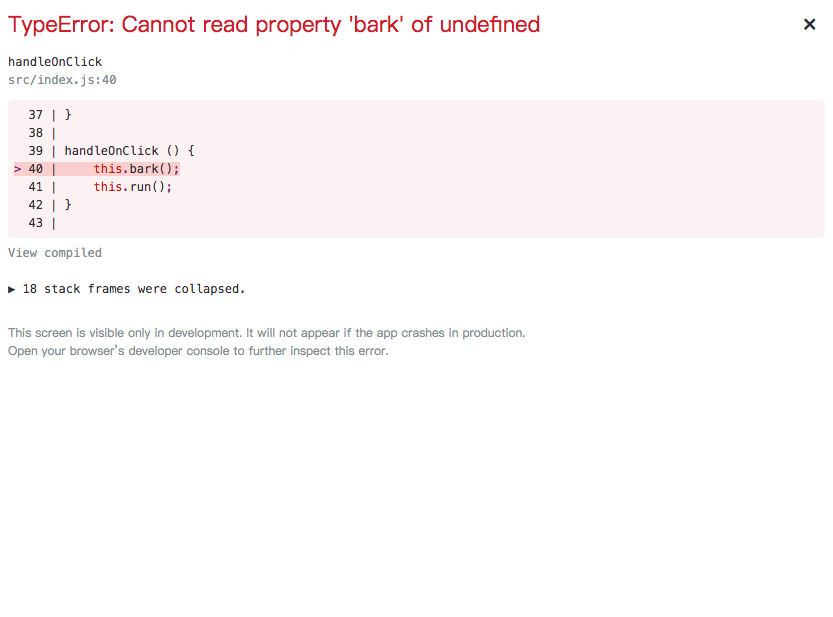 TypeError: Cannot read property 'bark' of undefined
×
handleOnClick
src/index.js:40
37 | }
38 |
39 | handleOnClick () {
> 40 |     this.bark();
41 |     this.run();
42 | }
43 |
View compiled
▶ 18 stack frames were collapsed.
This screen is visible only in development. It will not appear if the app crashes in production.
Open your browser's developer console to further inspect this error.